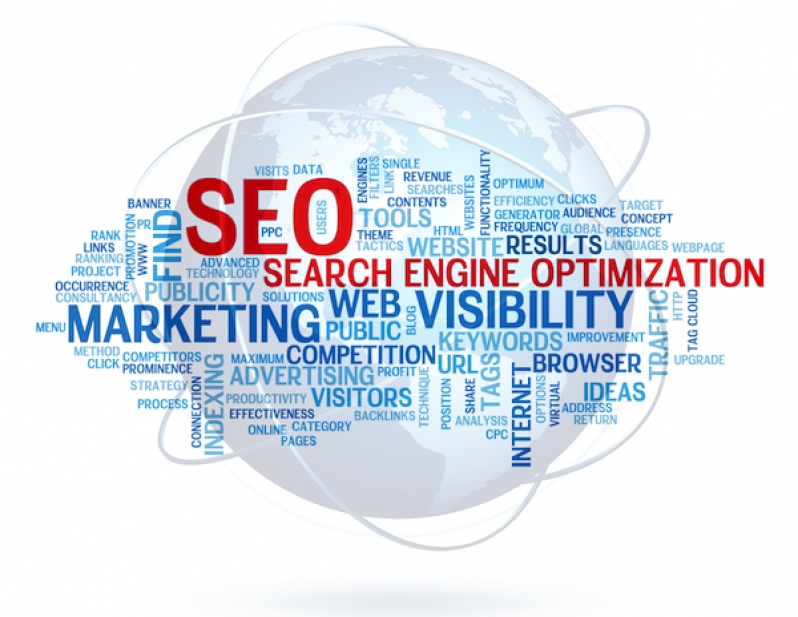 VISITS DATA
ENGINES
FILTERS
LINK
SINGLE
REVENUE
SEARCHES
CONTENTS
WEBSITES
FUNCTIONALITY
OPTIMUM
EFFICIENCY CLICKS
GENERATOR AUDIENCE
FREQUENCY GLOBAL
TARGET
CONCEPT
PRESENCE
LANGUAGES WEBPAGE
BANNER
PR
FIND
SEO
PPC
USERS
TOOLS
THEME
TACTICS
HTML
WEBSITE
RESULTS
RANK
LINKS
RANKING
PROJECT
PROMOTION
WWW
ADVANCED
TECHNOLOGY
SEARCH ENGINE OPTIMIZATION
OCCURRENCE
CONSULTANCY
PUBLICITY
SOLUTIONS
WEB
VISIBILITY
TRAFFIC
HTTP
TAG CLOUD
MENU
MARKETING
PUBLIC
BLOG
KEYWORDS
IMPROVEMENT
UPGRADE
METHOD
CLICK
COMPETITORS
PROMINENCE
STRATEGY
PROCESS
CONNECTION
INDEXING
MAXIMUM
COMPETITION
ADVERTISING
PROFIT
URL
TAGS
BROWSER
PRODUCTIVITY
VISITORS
EFFECTIVENESS
BACKLINKS
TECHNIQUE
POSITION
SHARE
ANALYSIS
CPC
INTERNET
OPTIONS
VIRTUAL
IDEAS
ADDRESS
RETURN
ONLINE
CATEGORY
PAGES